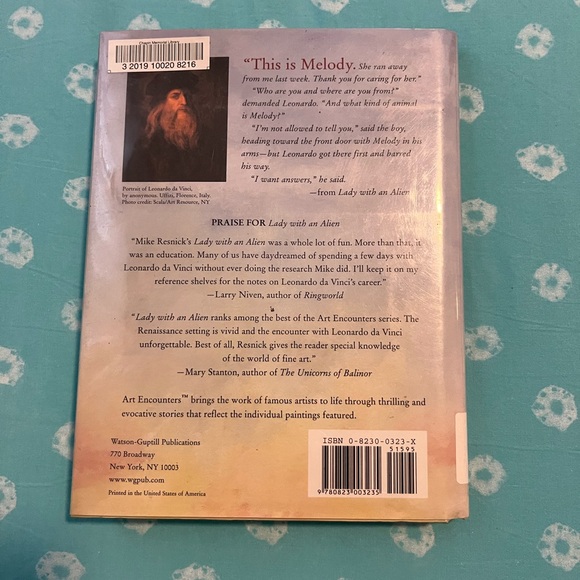 Chapin Memorial Library
3 2019 10020 8216
“This is Melody. She ran away
from me last week. Thank you for caring for her.”
“Who are you and where are you from?”
demanded Leonardo. “And what kind of animal
is Melody?”
“I’m not allowed to tell you,” said the boy,
heading toward the front door with Melody in his
arms—but Leonardo got there first and barred
his way.
“I want answers,” he said.
—from Lady with an Alien
Portrait of Leonardo da Vinci,
by anonymous. Uffizi, Florence, Italy.
Photo credit: Scala/Art Resource, NY
PRAISE FOR Lady with an Alien
“Mike Resnick’s Lady with an Alien was a whole lot of fun. More than that, it
was an education. Many of us have daydreamed of spending a few days with
Leonardo da Vinci without ever doing the research Mike did. I’ll keep it on my
reference shelves for the notes on Leonardo da Vinci’s career.”
—Larry Niven, author of Ringworld
“Lady with an Alien ranks among the best of the Art Encounters series. The
Renaissance setting is vivid and the encounter with Leonardo da Vinci
unforgettable. Best of all, Resnick gives the reader special knowledge
of the world of fine art.”
—Mary Stanton, author of The Unicorns of Balinor
Art Encounters™ brings the work of famous artists to life through thrilling and
evocative stories that reflect the individual paintings featured.
Watson-Guptill Publications
770 Broadway
New York, NY 10003
www.wgpub.com
Printed in the United States of America
ISBN 0-8230-0323-X
51595
9 780823 003235